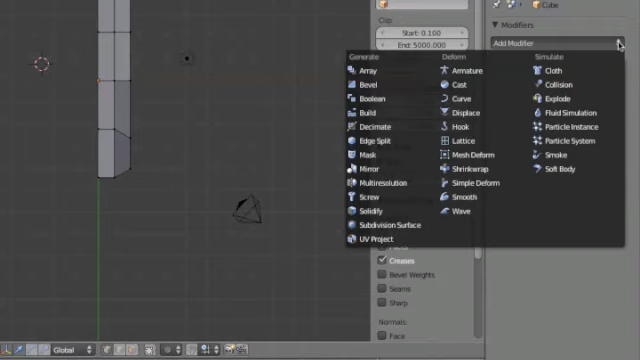 Cube
Clip:
Modifiers
Start: 0.100
End: 5000.000
Add Modifier
Generate
Array
Bevel
Boolean
Build
Decimate
Edge Split
Mask
Mirror
Multiresolution
Screw
Solidify
Subdivision Surface
UV Project
Deform
Armature
Cast
Curve
Displace
Hook
Lattice
Mesh Deform
Shrinkwrap
Simple Deform
Smooth
Wave
Simulate
Cloth
Collision
Explode
Fluid Simulation
Particle Instance
Particle System
Smoke
Soft Body
Creases
Bevel Weights
Seams
Sharp
Normals:
Face
Global